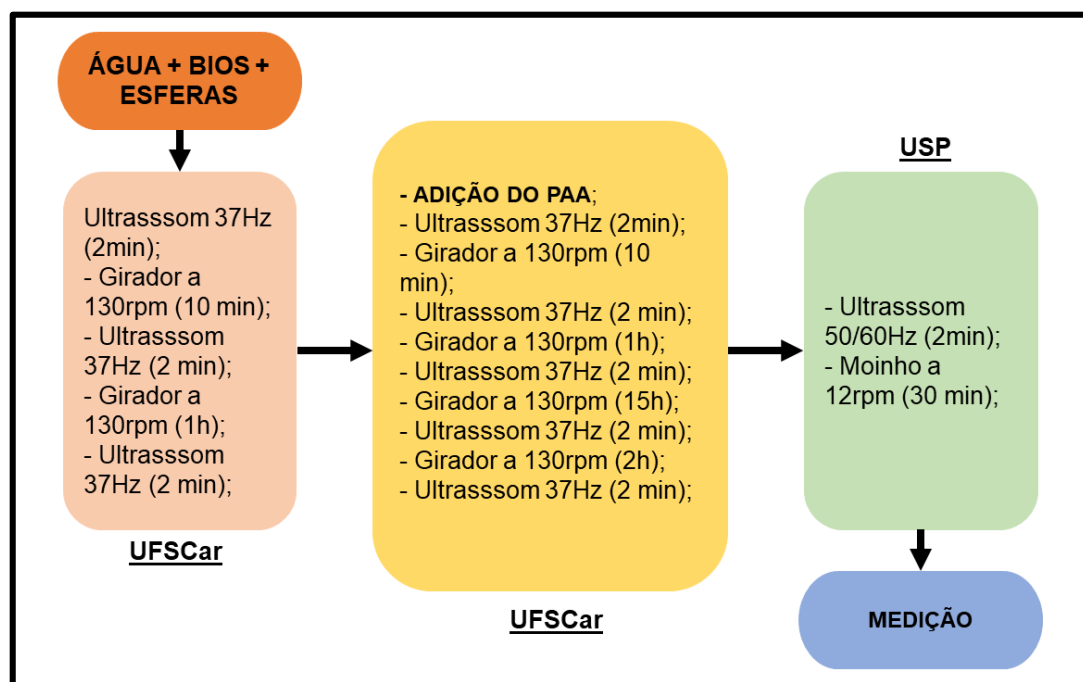 ÁGUA + BIOS +
ESFERAS
Ultrasssom 37Hz
(2min);
- Girador a
130rpm (10 min);
- Ultrasssom
37Hz (2 min);
- Girador a
130rpm (1h);
- Ultrasssom
37Hz (2 min);
UFSCar
- ADIÇÃO DO PAA;
- Ultrasssom 37Hz (2min);
- Girador a 130rpm (10
min);
- Ultrasssom 37Hz (2 min);
- Girador a 130rpm (1h);
- Ultrasssom 37Hz (2 min);
- Girador a 130rpm (15h);
- Ultrasssom 37Hz (2 min);
- Girador a 130rpm (2h);
- Ultrasssom 37Hz (2 min);
UFSCar
USP
- Ultrasssom
50/60Hz (2min);
- Moinho a
12rpm (30 min);
MEDIÇÃO